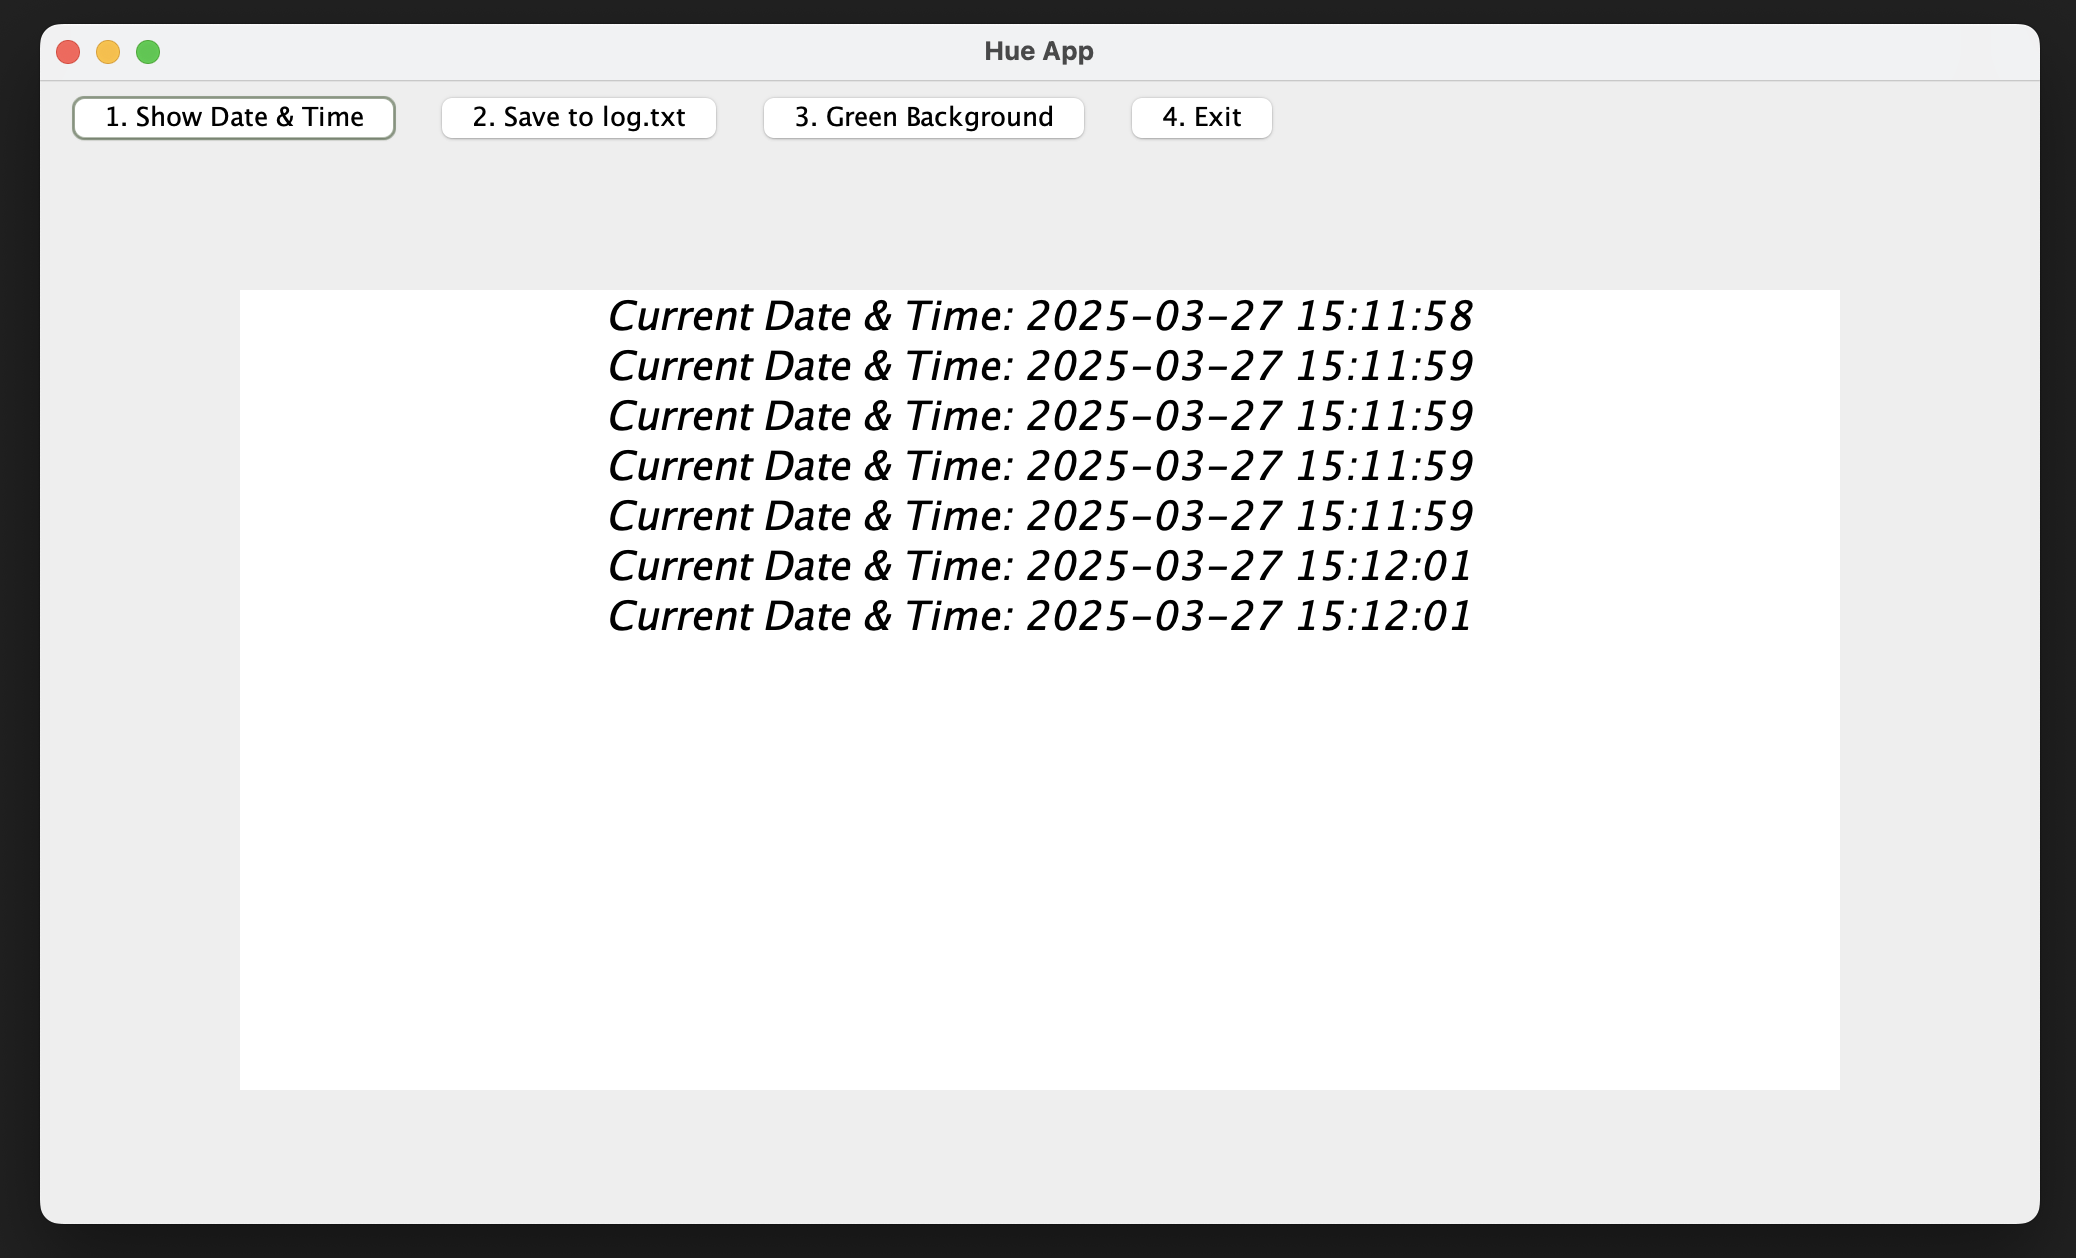 Hue App
1. Show Date & Time 2. Save to log.txt 3. Green Background 4. Exit
Current Date & Time: 2025-03-27 15:11:58
Current Date & Time: 2025-03-27 15:11:59
Current Date & Time: 2025-03-27 15:11:59
Current Date & Time: 2025-03-27 15:11:59
Current Date & Time: 2025-03-27 15:11:59
Current Date & Time: 2025-03-27 15:12:01
Current Date & Time: 2025-03-27 15:12:01